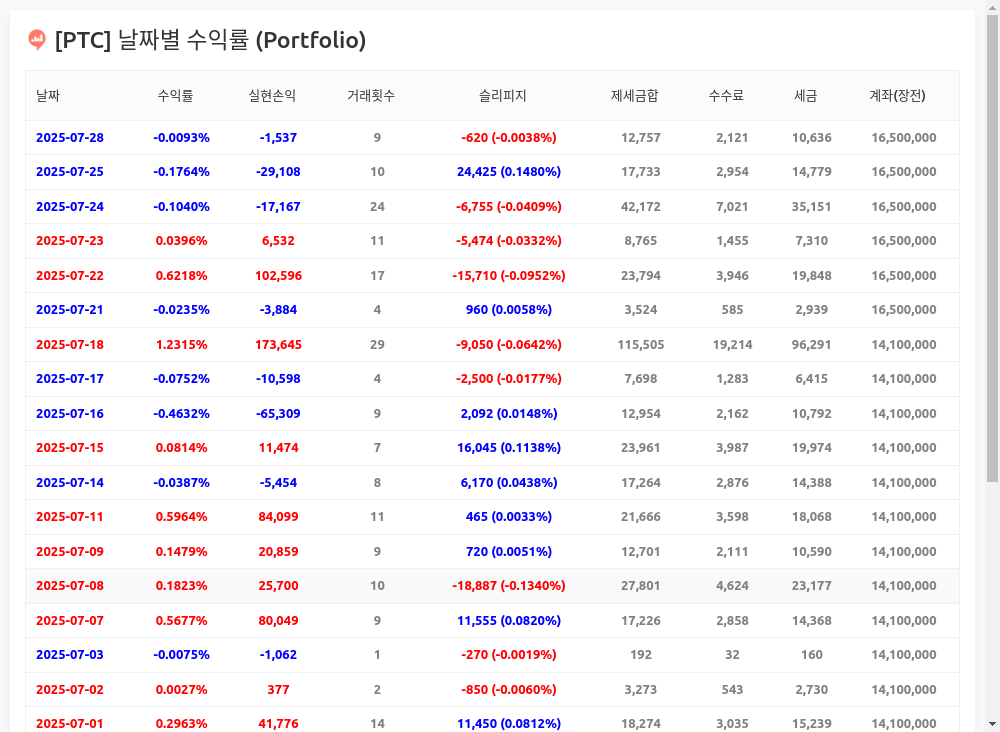 [PTC] 날짜별 수익률 (Portfolio)
날짜 수익률 실현손익 거래횟수 슬리피지 제세금합 수수료 세금 계좌(장전)
2025-07-28 -0.0093% -1,537 9 -620 (-0.0038%) 12,757 2,121 10,636 16,500,000
2025-07-25 -0.1764% -29,108 10 24,425 (0.1480%) 17,733 2,954 14,779 16,500,000
2025-07-24 -0.1040% -17,167 24 -6,755 (-0.0409%) 42,172 7,021 35,151 16,500,000
2025-07-23 0.0396% 6,532 11 -5,474 (-0.0332%) 8,765 1,455 7,310 16,500,000
2025-07-22 0.6218% 102,596 17 -15,710 (-0.0952%) 23,794 3,946 19,848 16,500,000
2025-07-21 -0.0235% -3,884 4 960 (0.0058%) 3,524 585 2,939 16,500,000
2025-07-18 1.2315% 173,645 29 -9,050 (-0.0642%) 115,505 19,214 96,291 14,100,000
2025-07-17 -0.0752% -10,598 4 -2,500 (-0.0177%) 7,698 1,283 6,415 14,100,000
2025-07-16 -0.4632% -65,309 9 2,092 (0.0148%) 12,954 2,162 10,792 14,100,000
2025-07-15 0.0814% 11,474 7 16,045 (0.1138%) 23,961 3,987 19,974 14,100,000
2025-07-14 -0.0387% -5,454 8 6,170 (0.0438%) 17,264 2,876 14,388 14,100,000
2025-07-11 0.5964% 84,099 11 465 (0.0033%) 21,666 3,598 18,068 14,100,000
2025-07-09 0.1479% 20,859 9 720 (0.0051%) 12,701 2,111 10,590 14,100,000
2025-07-08 0.1823% 25,700 10 -18,887 (-0.1340%) 27,801 4,624 23,177 14,100,000
2025-07-07 0.5677% 80,049 9 11,555 (0.0820%) 17,226 2,858 14,368 14,100,000
2025-07-03 -0.0075% -1,062 1 -270 (-0.0019%) 192 32 160 14,100,000
2025-07-02 0.0027% 377 2 -850 (-0.0060%) 3,273 543 2,730 14,100,000
2025-07-01 0.2963% 41,776 14 11,450 (0.0812%) 18,274 3,035 15,239 14,100,000